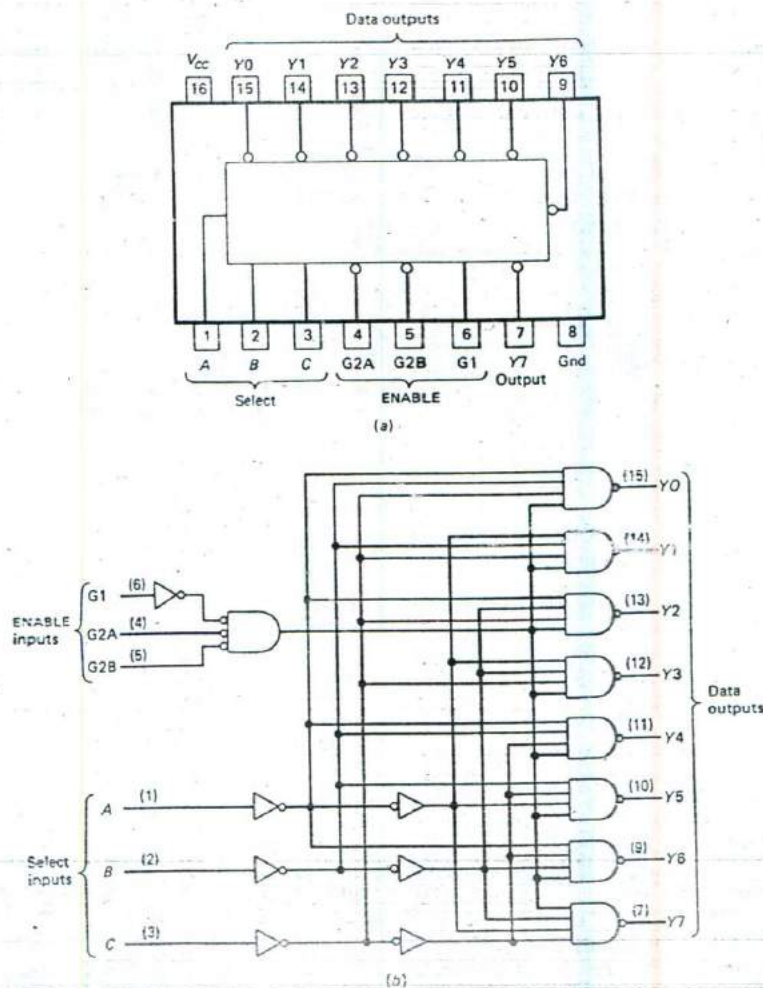 Data outputs
VCC Y0 Y1 Y2 Y3 Y4 Y5 Y6
16 15 14 13 12 11 10 9
1 2 3 4 5 6 7 8
A B C G2A G2B G1 Y7 Gnd
Output
Select ENABLE
(a)
(15) Y0
(14) Y1
G1 (6)
(13) Y2
ENABLE
inputs
G2A (4)
G2B (5)
(12) Y3
Data
outputs
(11) Y4
A (1)
(10) Y5
Select
inputs
B (2)
(9) Y6
(7) Y7
C (3)
(b)